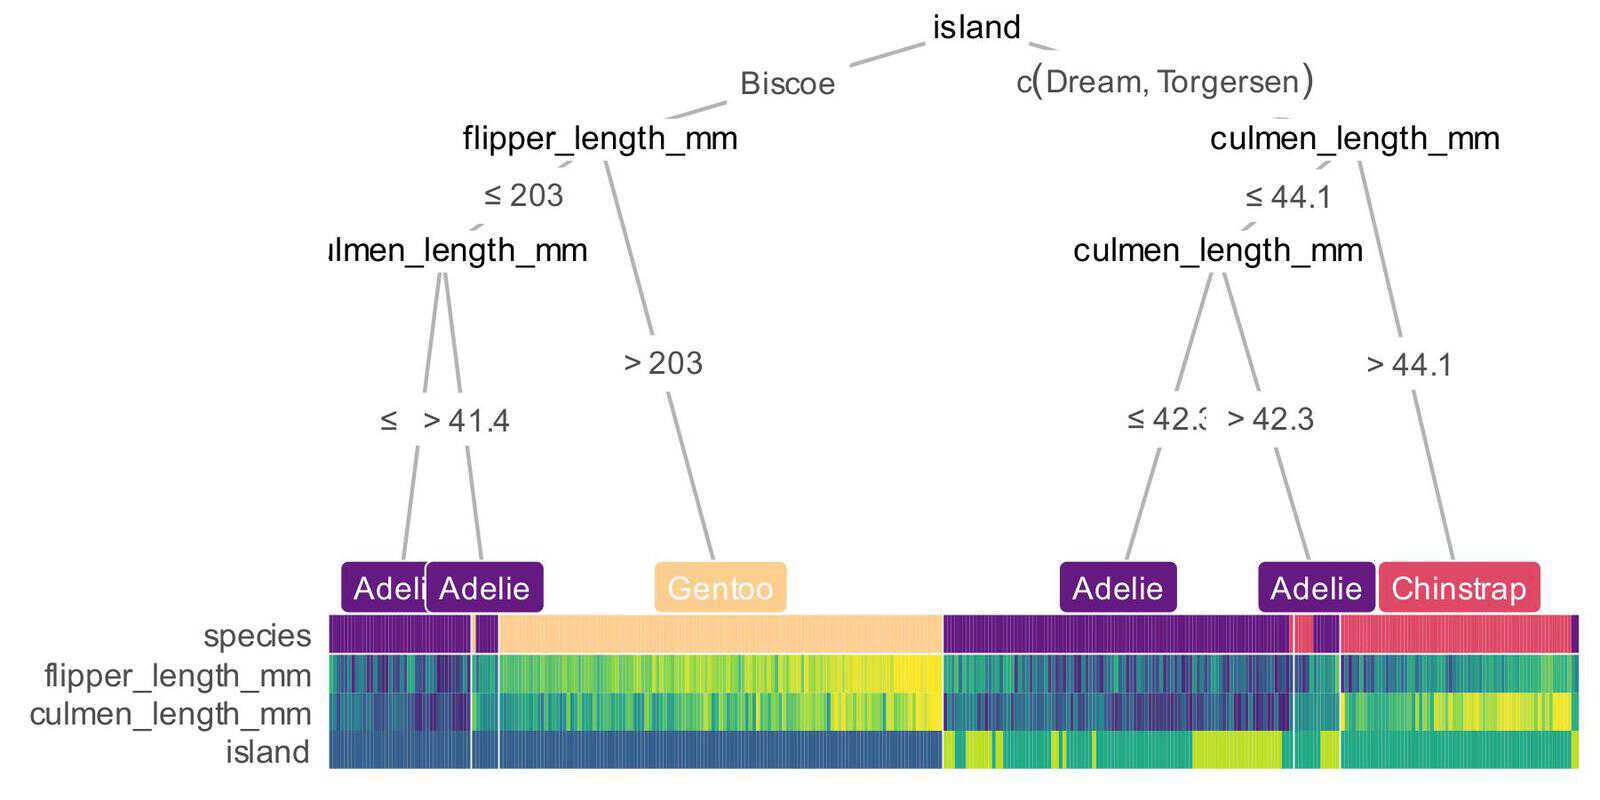 island
Biscoe
c(Dream, Torgersen)
flipper_length_mm
culmen_length_mm
≤ 203
≤ 44.1
ulmen_length_mm
culmen_length_mm
> 203
> 44.1
≤ > 41.4
≤ 42.3 > 42.3
Adeli Adelie Gentoo Adelie Adelie Chinstrap
species
flipper_length_mm
culmen_length_mm
island